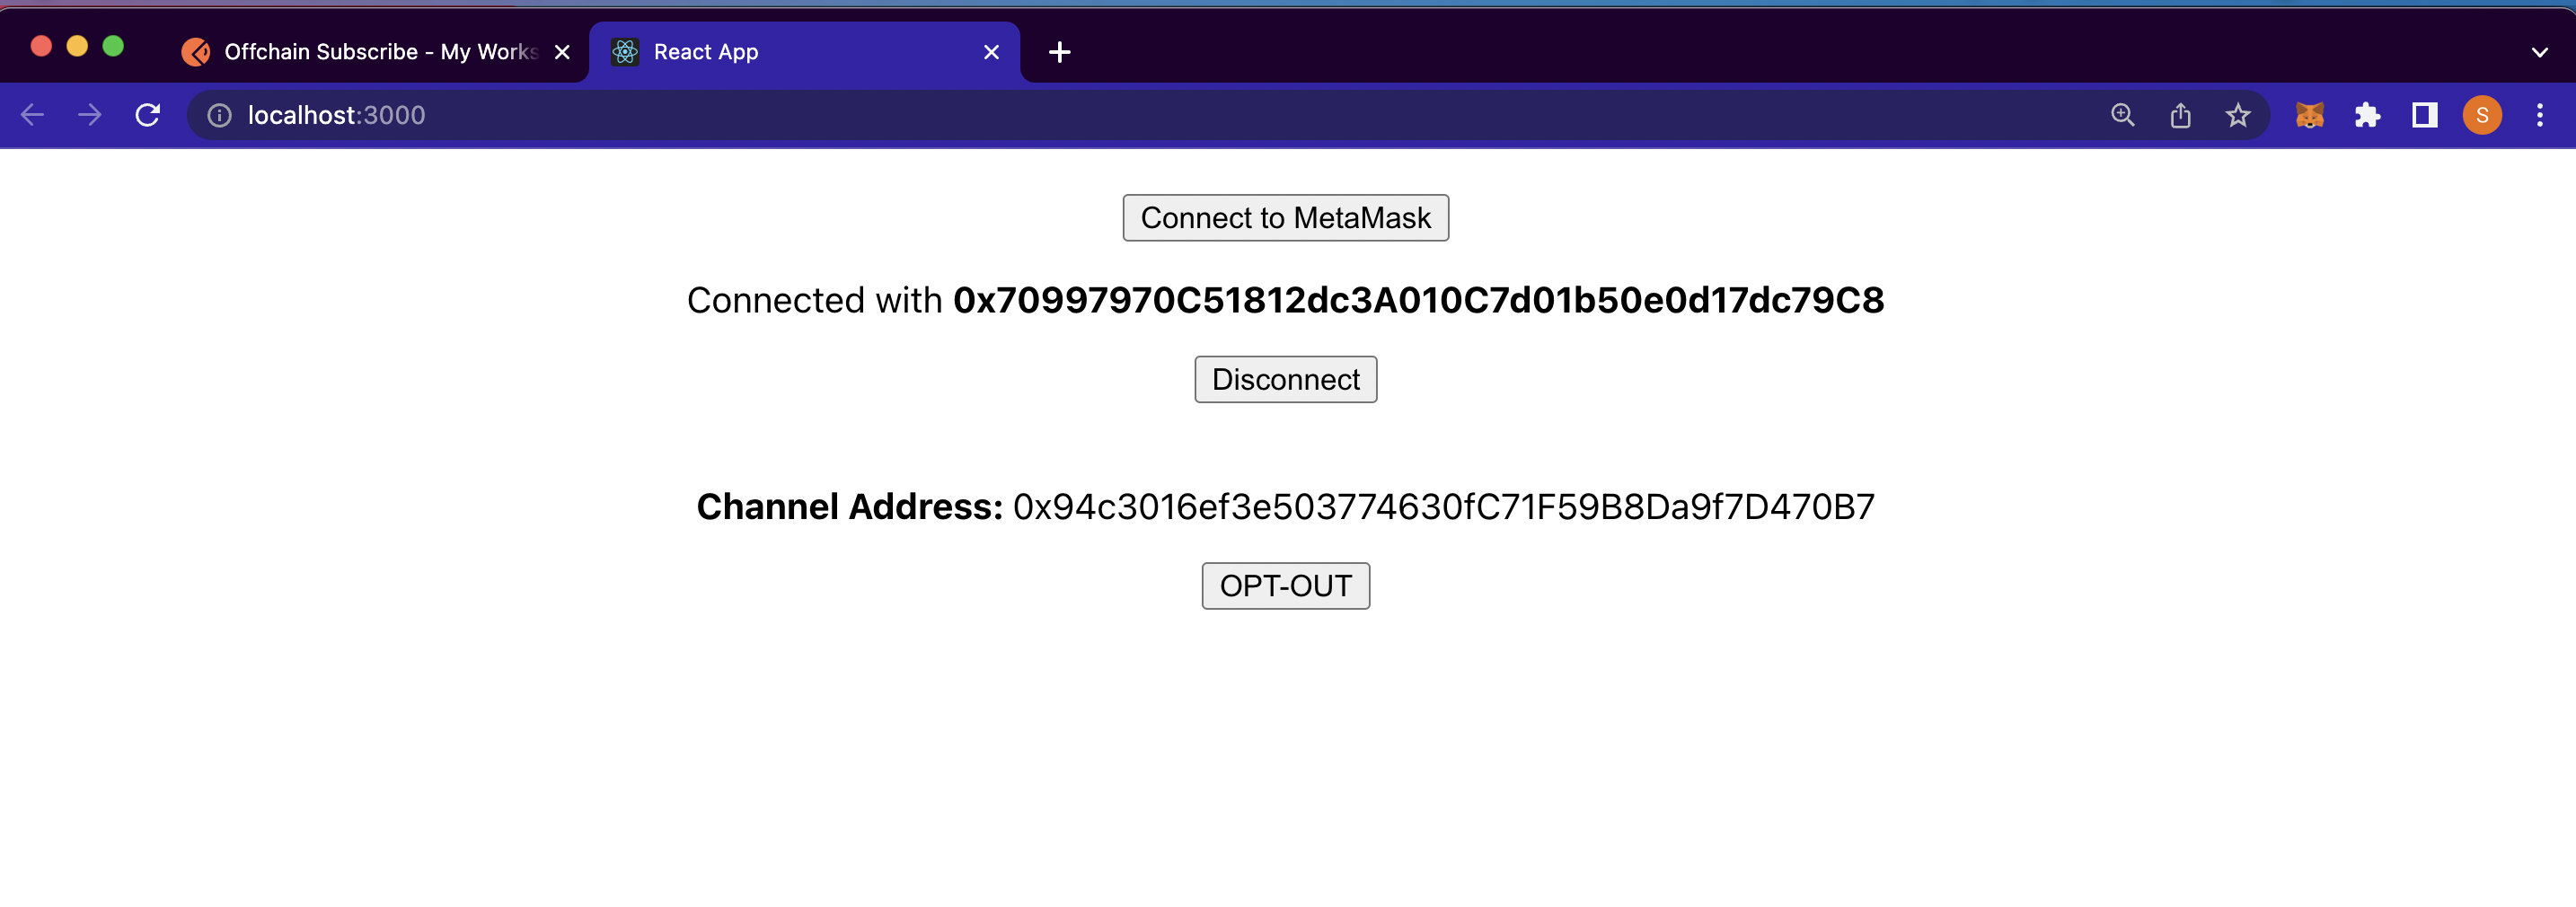 Offchain Subscribe - My Works
React App
localhost:3000
S
Connect to MetaMask
Connected with 0x70997970C51812dc3A010C7d01b50e0d17dc79C8
Disconnect
Channel Address: 0x94c3016ef3e503774630fC71F59B8Da9f7D470B7
OPT-OUT